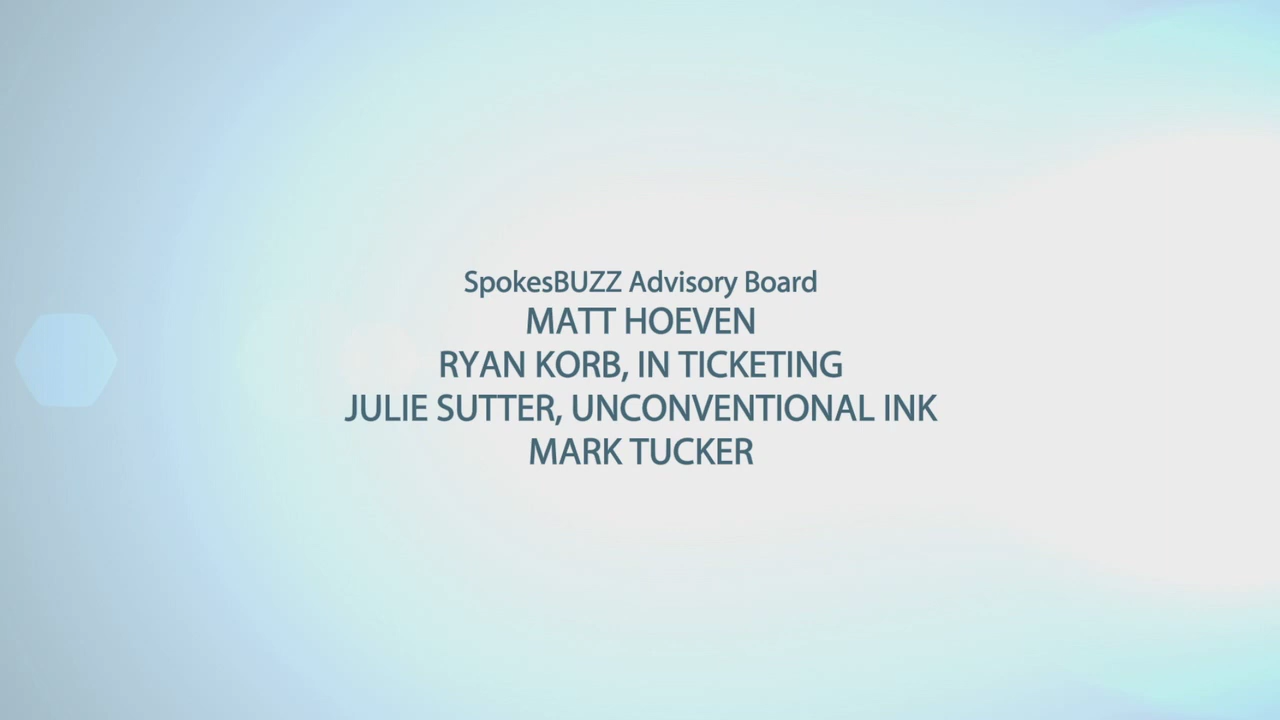 SpokesBUZZ Advisory Board
MATT HOEVEN
RYAN KORB, IN TICKETING
JULIE SUTTER, UNCONVENTIONAL INK
MARK TUCKER